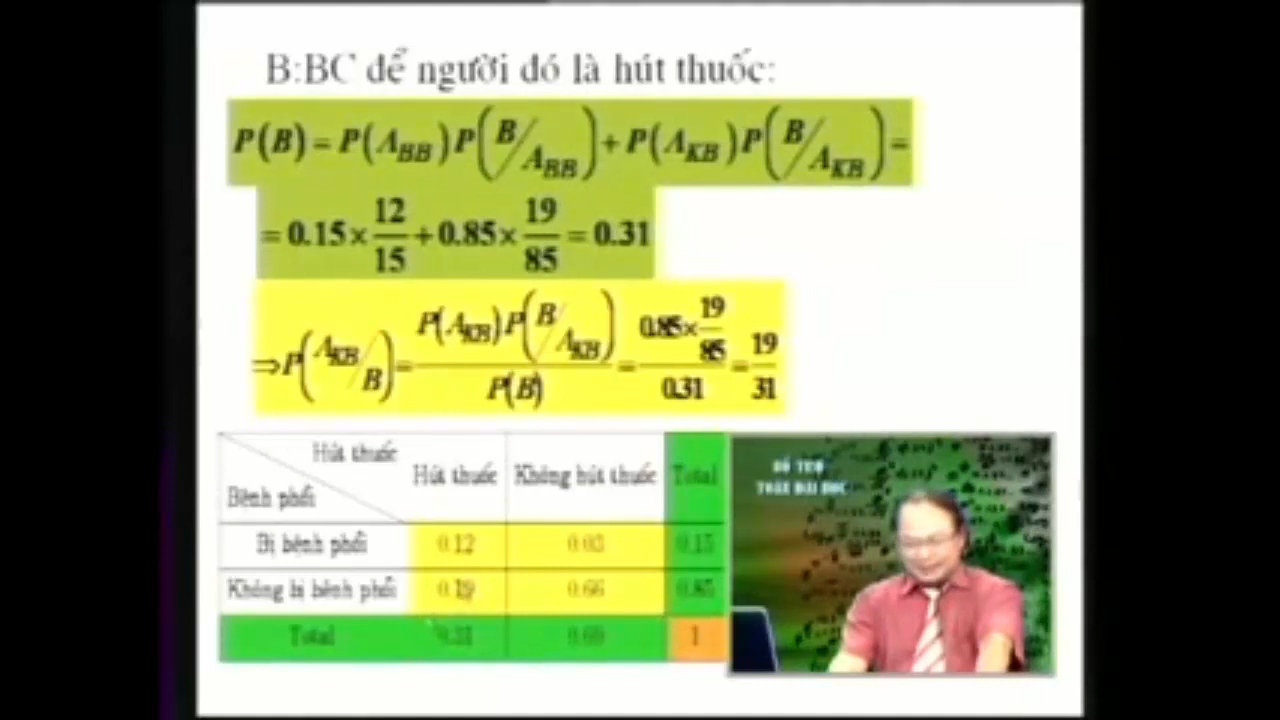 B:BC để người đó là hút thuốc:
P(B) = P(A_BB)P(B/A_BB) + P(A_KB)P(B/A_KB) =
= 0.15 × 12/15 + 0.85 × 19/85 = 0.31
⇒ P(A_KB/B) = P(A_KB)P(B/A_KB)/P(B) = 0.85×19/85/0.31 = 19/31
Hút thuốc
Bệnh phổi
Hút thuốc Không hút thuốc Total
Bị bệnh phổi 0.12 0.03 0.15
Không bị bệnh phổi 0.19 0.66 0.85
Total 0.31 0.69 1